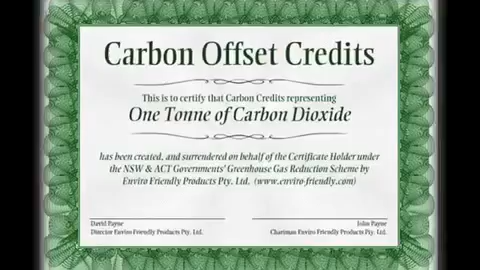 Carbon Offset Credits
This is to certify that Carbon Credits representing
One Tonne of Carbon Dioxide
has been created, and surrendered on behalf of the Certificate Holder under
the NSW & ACT Governments' Greenhouse Gas Reduction Scheme by
Enviro Friendly Products Pty. Ltd. (www.enviro-friendly.com)
David Payne John Payne
Director Enviro Friendly Products Pty. Ltd. Chariman Enviro Friendly Products Pty. Ltd.